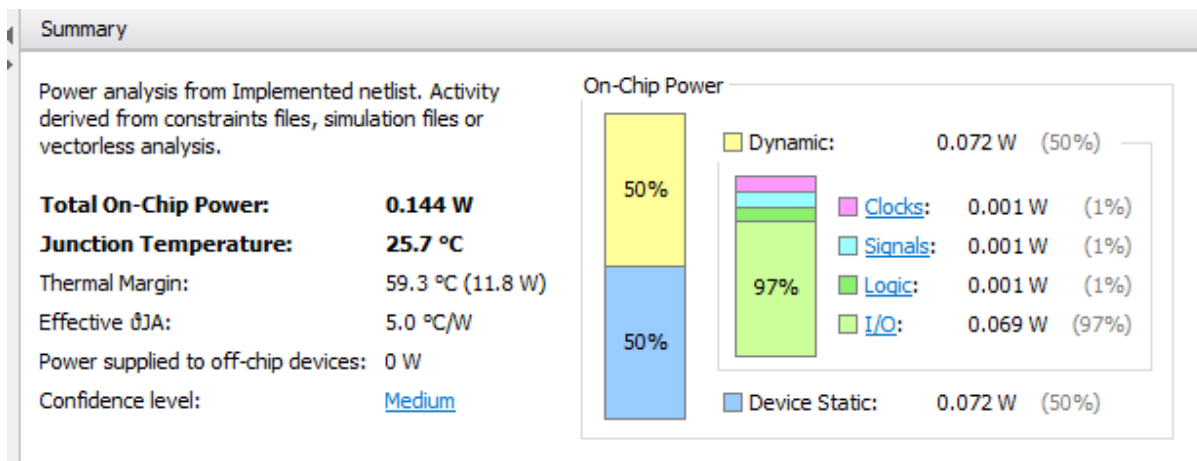 Summary
Power analysis from Implemented netlist. Activity
derived from constraints files, simulation files or
vectorless analysis.
Total On-Chip Power: 0.144 W
Junction Temperature: 25.7 °C
Thermal Margin: 59.3 °C (11.8 W)
Effective ϑJA: 5.0 °C/W
Power supplied to off-chip devices: 0 W
Confidence level: Medium
On-Chip Power
50%
50%
Dynamic: 0.072 W (50%)
97%
Clocks: 0.001 W (1%)
Signals: 0.001 W (1%)
Logic: 0.001 W (1%)
I/O: 0.069 W (97%)
Device Static: 0.072 W (50%)